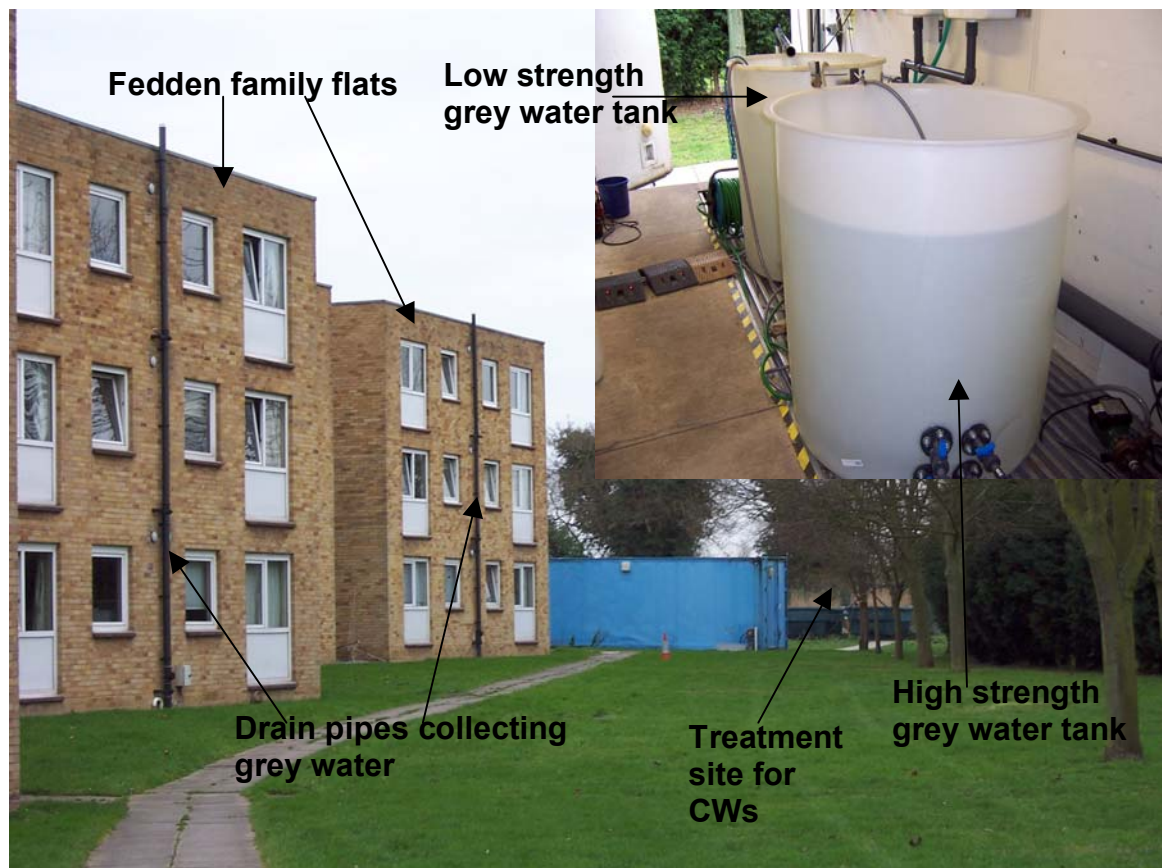 Fedden family flats
Low strength
grey water tank
Drain pipes collecting
grey water
Treatment
site for
CWs
High strength
grey water tank